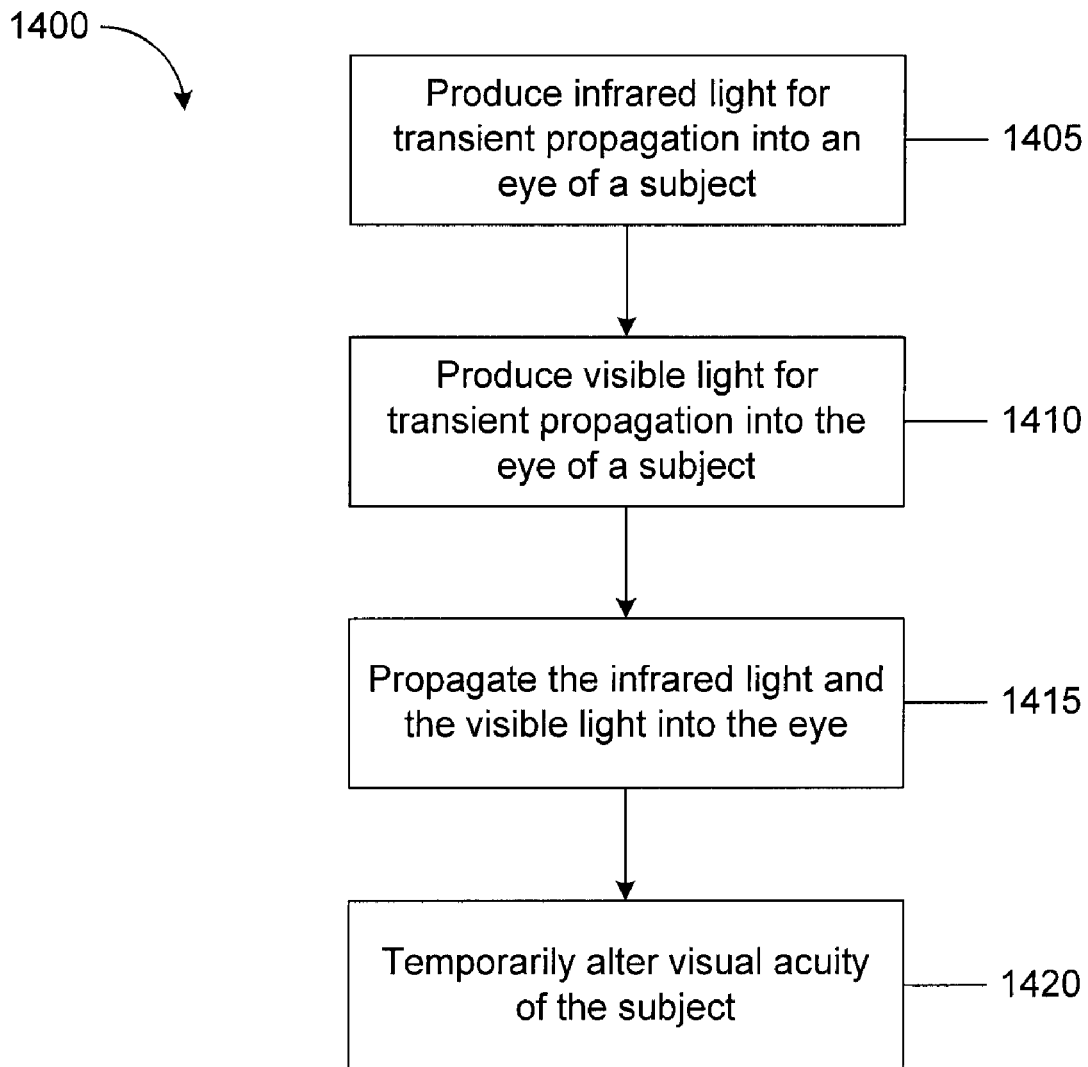 1400
Produce infrared light for
transient propagation into an
eye of a subject
1405
Produce visible light for
transient propagation into the
eye of a subject
1410
Propagate the infrared light and
the visible light into the eye
1415
Temporarily alter visual acuity
of the subject
1420